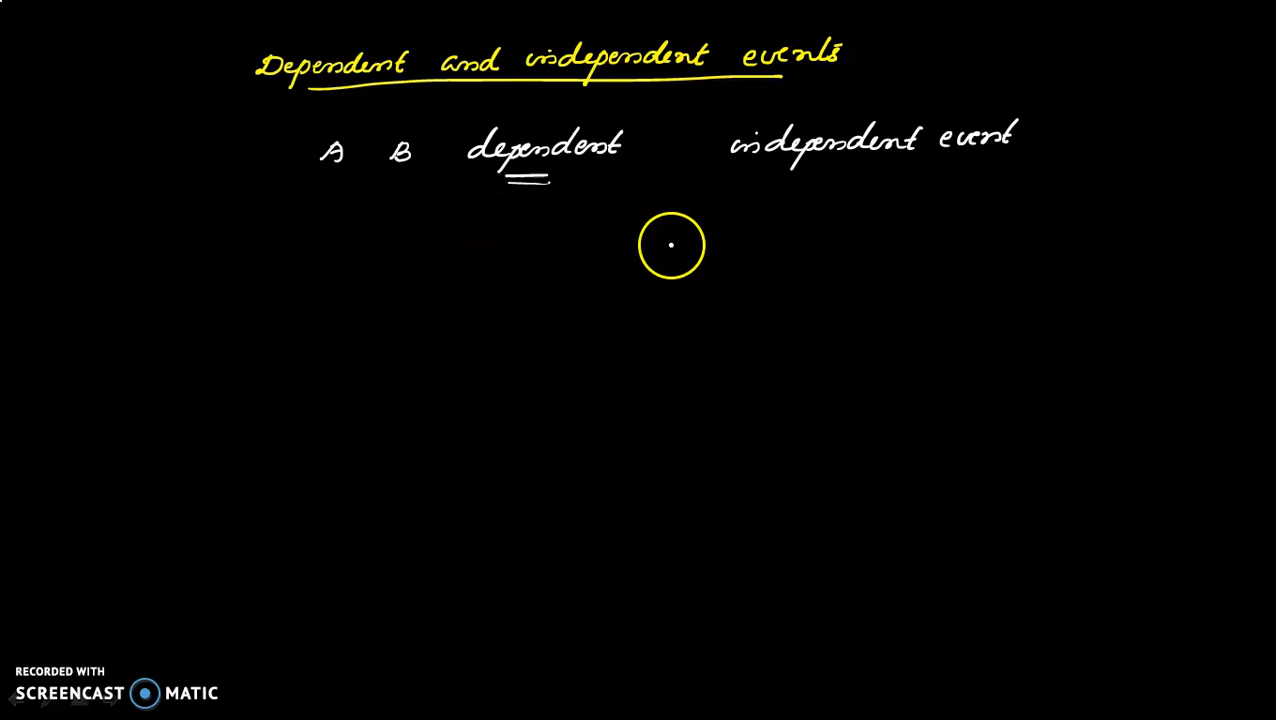 Dependent and independent events
A B dependent independent event
RECORDED WITH
SCREENCAST MATIC